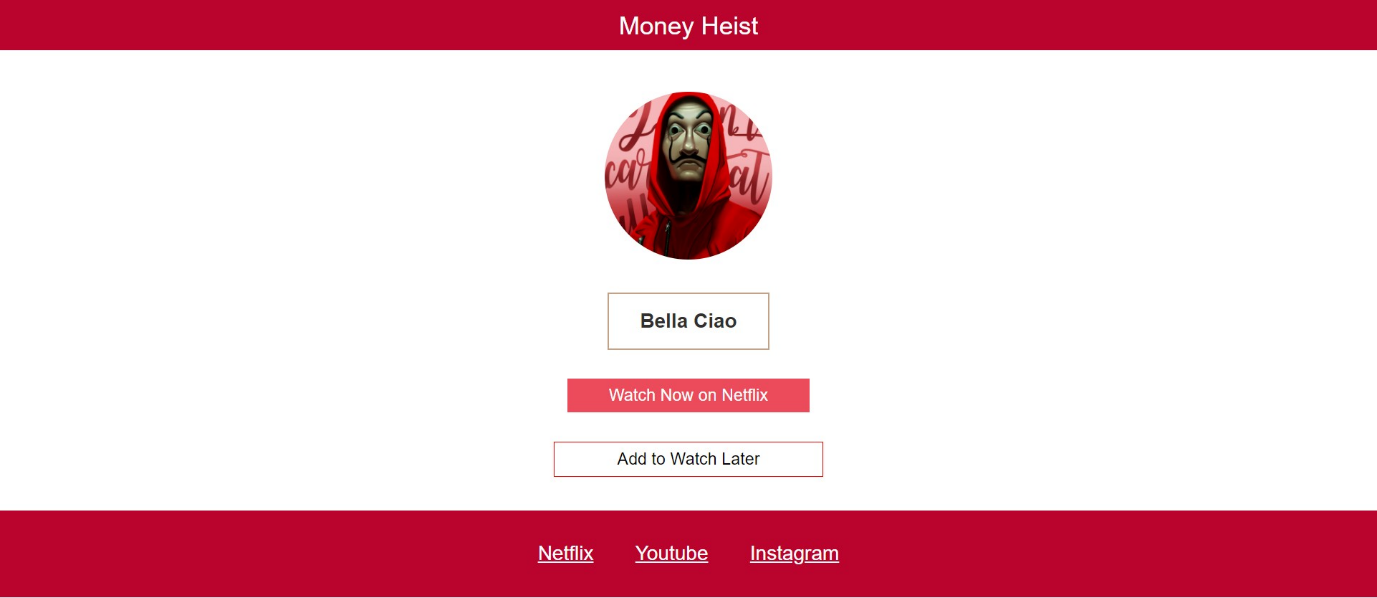 Money Heist
Bella Ciao
Watch Now on Netflix
Add to Watch Later
Netflix Youtube Instagram